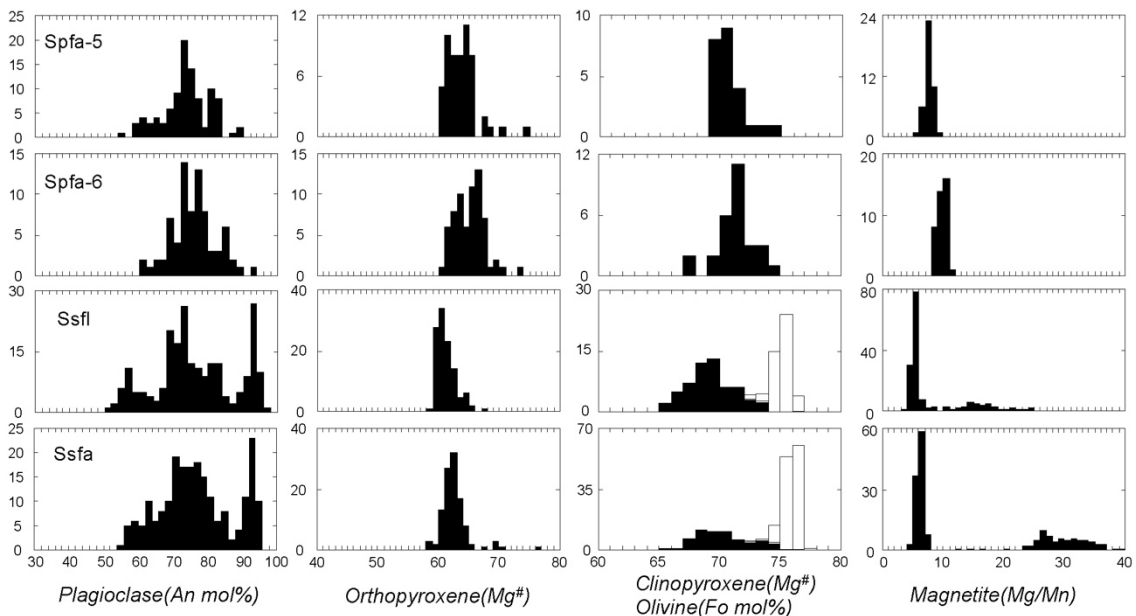 25 20 15 10 5 0 Spfa-5 12 9 6 3 0 10 5 0 24 12 0
15 10 5 0 Spfa-6 15 10 5 0 12 9 6 3 0 20 10 0
30 15 0 Ssfl 40 20 0 30 15 0 80 40 0
25 20 15 10 5 0 Ssfa 40 20 0 70 35 0 60 30 0
30 40 50 60 70 80 90 100 40 50 60 70 80 60 65 70 75 80 0 10 20 30 40
Plagioclase(An mol%) Orthopyroxene(Mg#) Clinopyroxene(Mg#) Magnetite(Mg/Mn)
Olivine(Fo mol%)